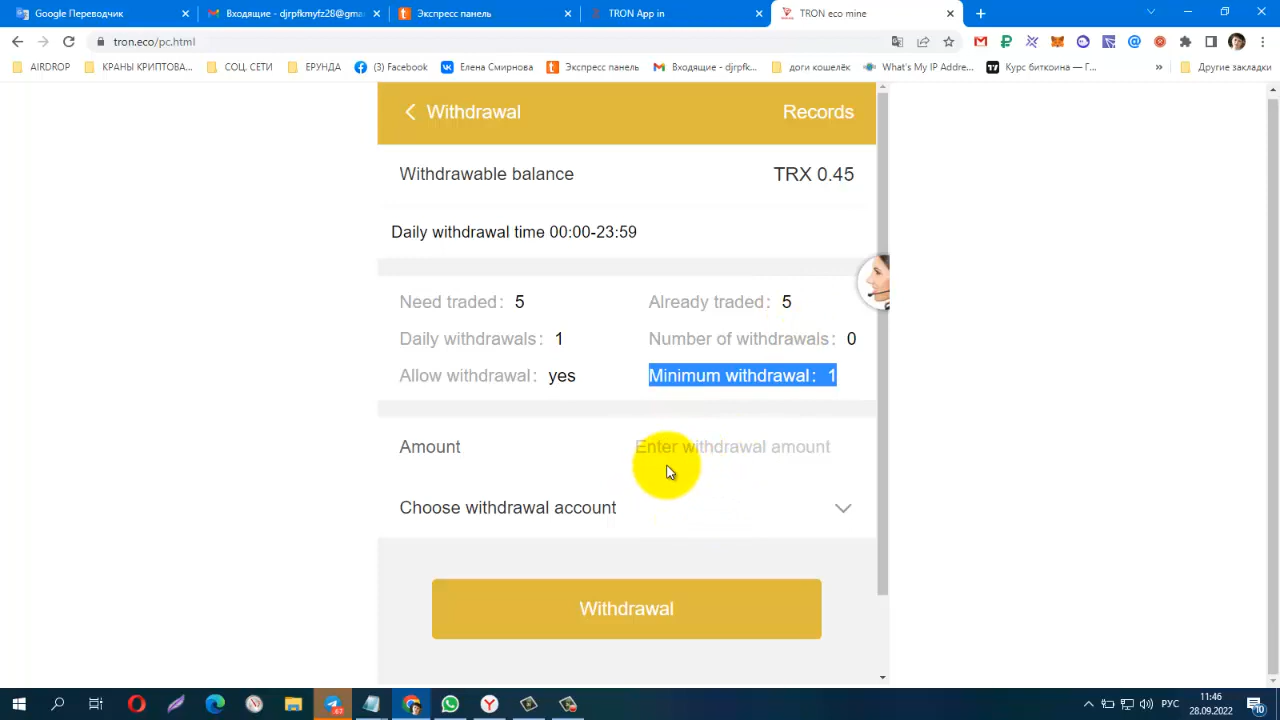 Google Переводчик
Входящие - djrpfkmyfz28@gma
Экспресс панель
TRON App in
TRON eco mine
tron.eco/pc.html
AIRDROP
КРАНЫ КРИПТОВА...
СОЦ. СЕТИ
ЕРУНДА
(3) Facebook
Елена Смирнова
Экспресс панель
Входящие - djrpfk...
доги кошелёк
What's My IP Addre...
Курс биткоина — Г...
»
Другие закладки
Withdrawal
Records
Withdrawable balance
TRX 0.45
Daily withdrawal time 00:00-23:59
Need traded: 5
Already traded: 5
Daily withdrawals: 1
Number of withdrawals: 0
Allow withdrawal: yes
Minimum withdrawal: 1
Amount
Enter withdrawal amount
Choose withdrawal account
Withdrawal
РУС
11:46
28.09.2022
10